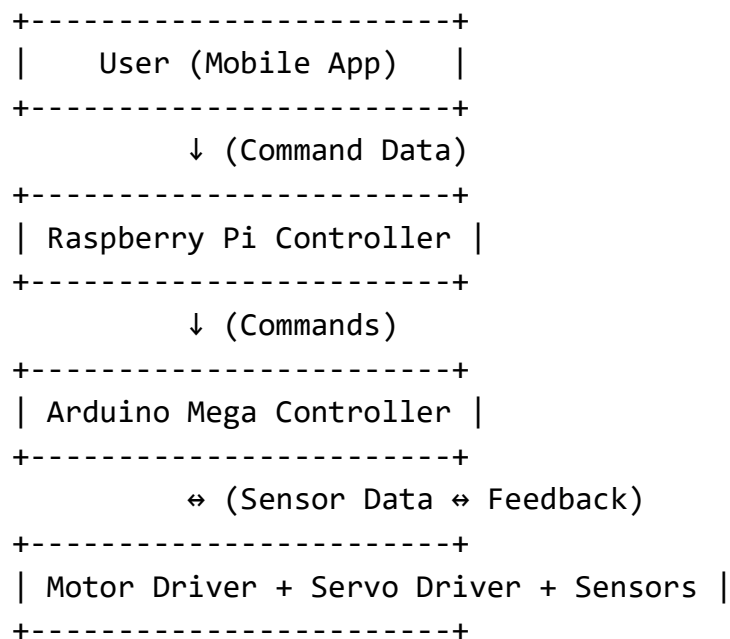 +------------------------+
|    User (Mobile App)   |
+------------------------+
          ↓ (Command Data)
+------------------------+
| Raspberry Pi Controller |
+------------------------+
          ↓ (Commands)
+------------------------+
| Arduino Mega Controller |
+------------------------+
          ↔ (Sensor Data ↔ Feedback)
+------------------------+
| Motor Driver + Servo Driver + Sensors |
+------------------------+